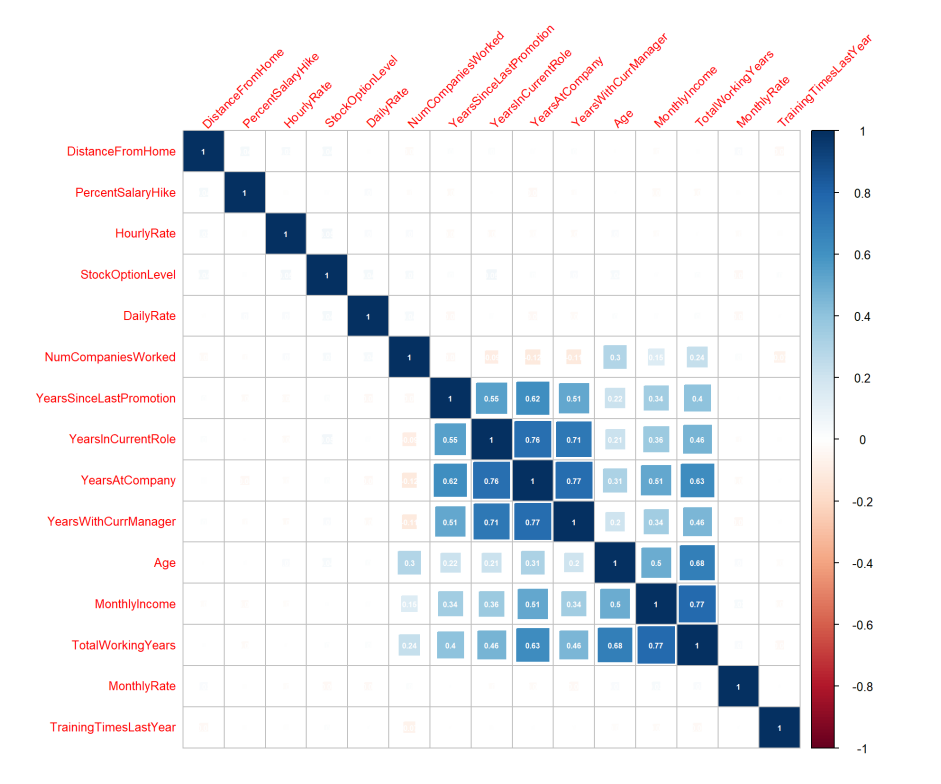 DistanceFromHome
PercentSalaryHike
HourlyRate
StockOptionLevel
DailyRate
NumCompaniesWorked
YearsSinceLastPromotion
YearsInCurrentRole
YearsAtCompany
YearsWithCurrManager
Age
MonthlyIncome
TotalWorkingYears
MonthlyRate
TrainingTimesLastYear
DistanceFromHome 1
PercentSalaryHike 1
HourlyRate 1
StockOptionLevel 1
DailyRate 1
NumCompaniesWorked 1 0.3 0.24
YearsSinceLastPromotion 1 0.55 0.62 0.51 0.22 0.34 0.4
YearsInCurrentRole 0.55 1 0.76 0.71 0.21 0.36 0.46
YearsAtCompany 0.62 0.76 1 0.77 0.31 0.51 0.63
YearsWithCurrManager 0.51 0.71 0.77 1 0.2 0.34 0.46
Age 0.3 0.22 0.21 0.31 0.2 1 0.5 0.68
MonthlyIncome 0.34 0.36 0.51 0.34 0.5 1 0.77
TotalWorkingYears 0.24 0.4 0.46 0.63 0.46 0.68 0.77 1
MonthlyRate 1
TrainingTimesLastYear 1
1
0.8
0.6
0.4
0.2
0
-0.2
-0.4
-0.6
-0.8
-1